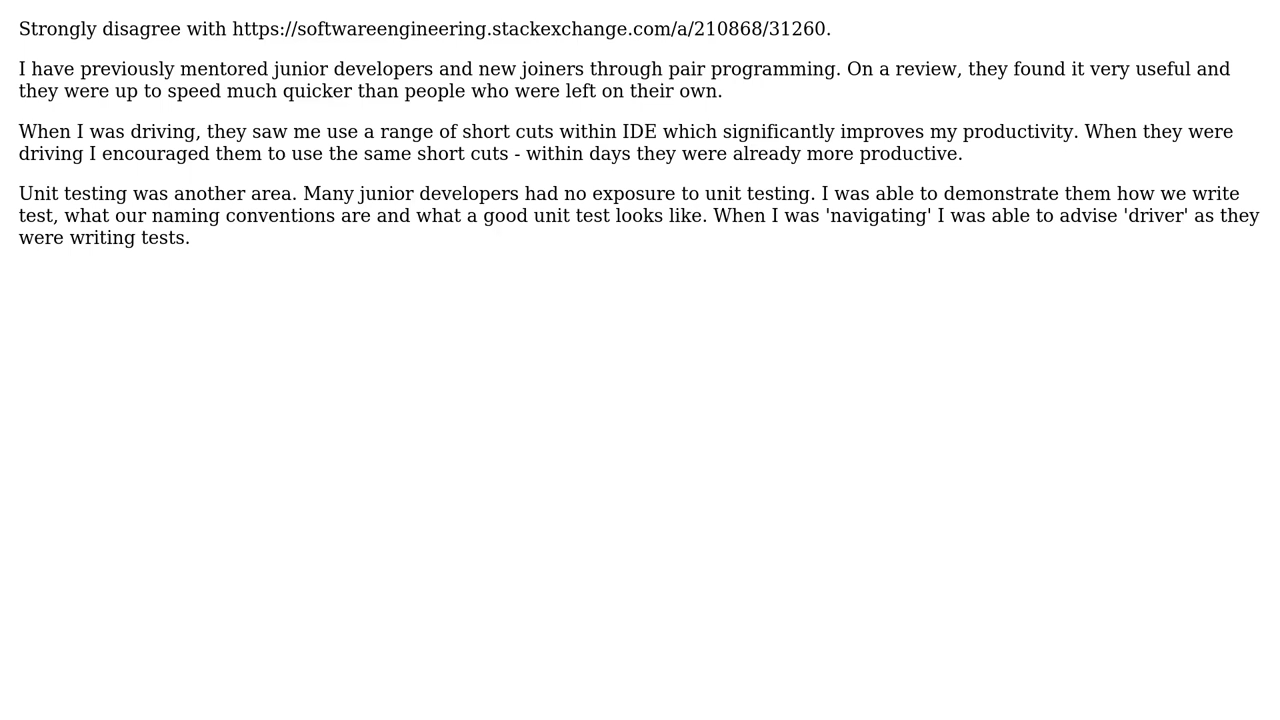 Strongly disagree with https://softwareengineering.stackexchange.com/a/210868/31260.
I have previously mentored junior developers and new joiners through pair programming. On a review, they found it very useful and
they were up to speed much quicker than people who were left on their own.
When I was driving, they saw me use a range of short cuts within IDE which significantly improves my productivity. When they were
driving I encouraged them to use the same short cuts - within days they were already more productive.
Unit testing was another area. Many junior developers had no exposure to unit testing. I was able to demonstrate them how we write
test, what our naming conventions are and what a good unit test looks like. When I was 'navigating' I was able to advise 'driver' as they
were writing tests.